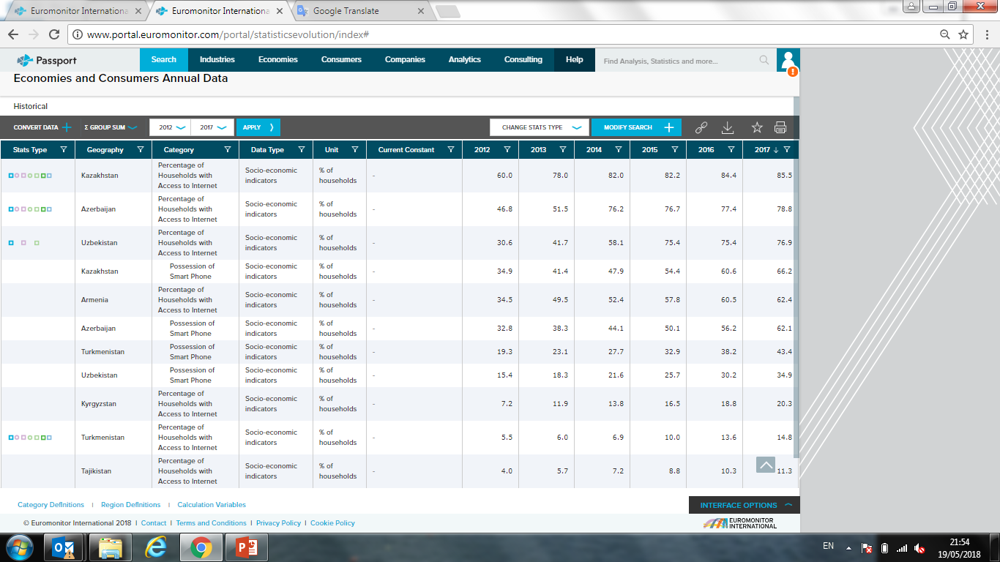 Euromonitor Internationa
Euromonitor Internationa
Google Translate
www.portal.euromonitor.com/portal/statisticsevolution/index#
Passport
Search Industries Economies Consumers Companies Analytics Consulting Help
Find Analysis, Statistics and more...
Economies and Consumers Annual Data
Historical
CONVERT DATA Σ GROUP SUM 2012 2017 APPLY CHANGE STATS TYPE MODIFY SEARCH
Stats Type Geography Category Data Type Unit Current Constant 2012 2013 2014 2015 2016 2017
Kazakhstan
Percentage of
Households with
Access to Internet
Socio-economic
indicators
% of
households
- 60.0 78.0 82.0 82.2 84.4 85.5
Azerbaijan
Percentage of
Households with
Access to Internet
Socio-economic
indicators
% of
households
- 46.8 51.5 76.2 76.7 77.4 78.8
Uzbekistan
Percentage of
Households with
Access to Internet
Socio-economic
indicators
% of
households
- 30.6 41.7 58.1 75.4 75.4 76.9
Kazakhstan
Possession of
Smart Phone
Socio-economic
indicators
% of
households
- 34.9 41.4 47.9 54.4 60.6 66.2
Armenia
Percentage of
Households with
Access to Internet
Socio-economic
indicators
% of
households
- 34.5 49.5 52.4 57.8 60.5 62.4
Azerbaijan
Possession of
Smart Phone
Socio-economic
indicators
% of
households
- 32.8 38.3 44.1 50.1 56.2 62.1
Turkmenistan
Possession of
Smart Phone
Socio-economic
indicators
% of
households
- 19.3 23.1 27.7 32.9 38.2 43.4
Uzbekistan
Possession of
Smart Phone
Socio-economic
indicators
% of
households
- 15.4 18.3 21.6 25.7 30.2 34.9
Kyrgyzstan
Percentage of
Households with
Access to Internet
Socio-economic
indicators
% of
households
- 7.2 11.9 13.8 16.5 18.8 20.3
Turkmenistan
Percentage of
Households with
Access to Internet
Socio-economic
indicators
% of
households
- 5.5 6.0 6.9 10.0 13.6 14.8
Tajikistan
Percentage of
Households with
Access to Internet
Socio-economic
indicators
% of
households
- 4.0 5.7 7.2 8.8 10.3 11.3
Category Definitions | Region Definitions | Calculation Variables
INTERFACE OPTIONS
© Euromonitor International 2018 | Contact | Terms and Conditions | Privacy Policy | Cookie Policy
EUROMONITOR
INTERNATIONAL
EN
21:54
19/05/2018